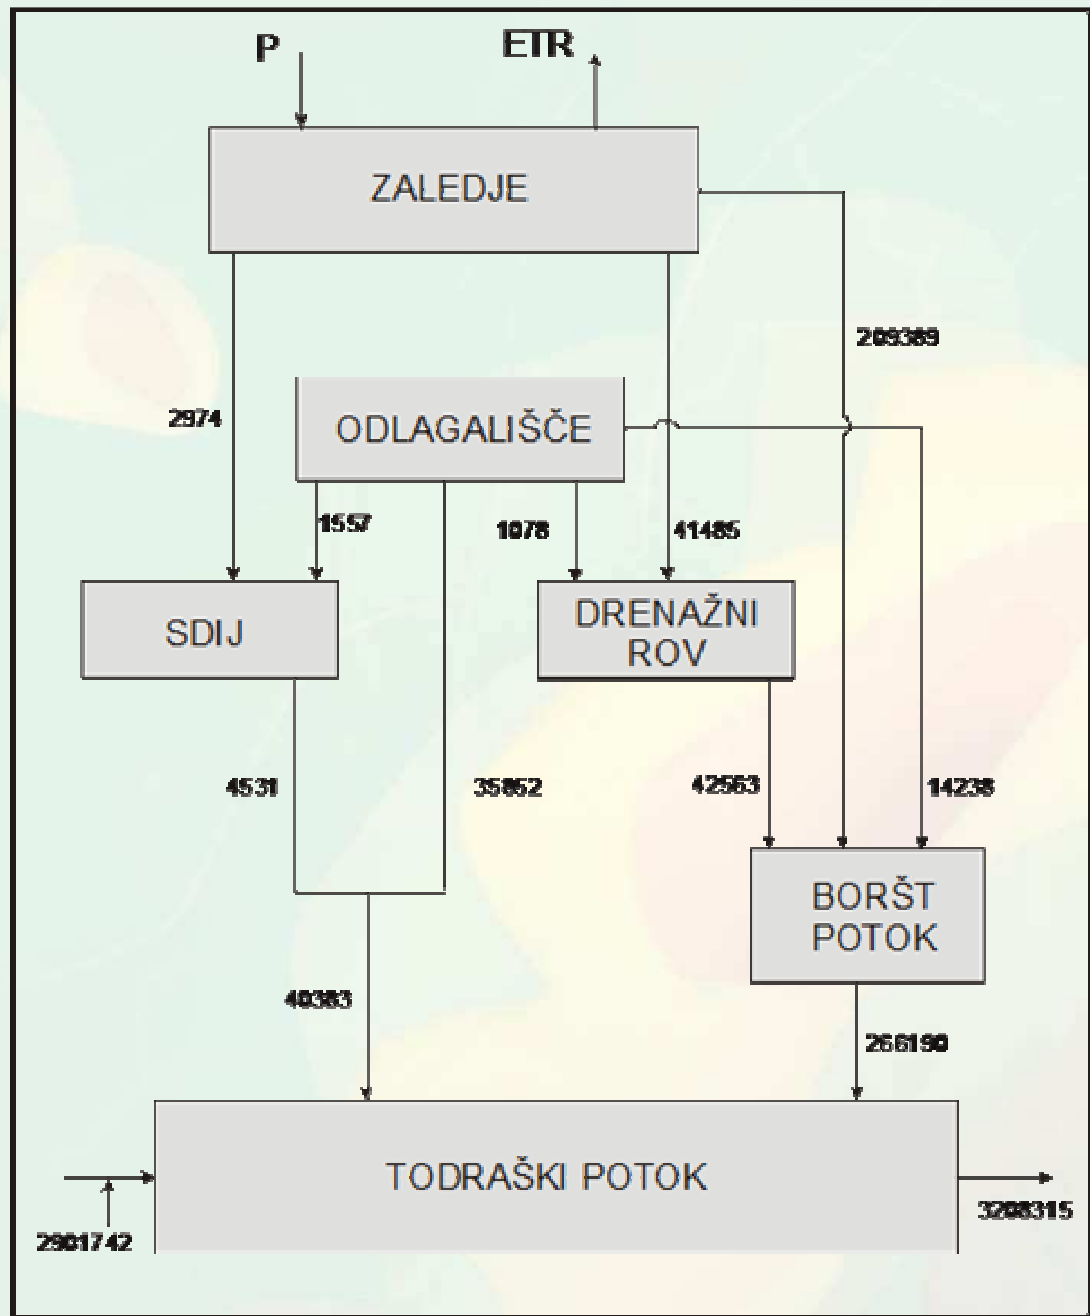 P
ETR
ZALEDJE
209389
2974
ODLAGALIŠČE
1557
1078
41485
SDIJ
DRENAŽNI
ROV
4531
35852
42563
14238
BORŠT
POTOK
40383
266190
TODRAŠKI POTOK
2901742
3208315